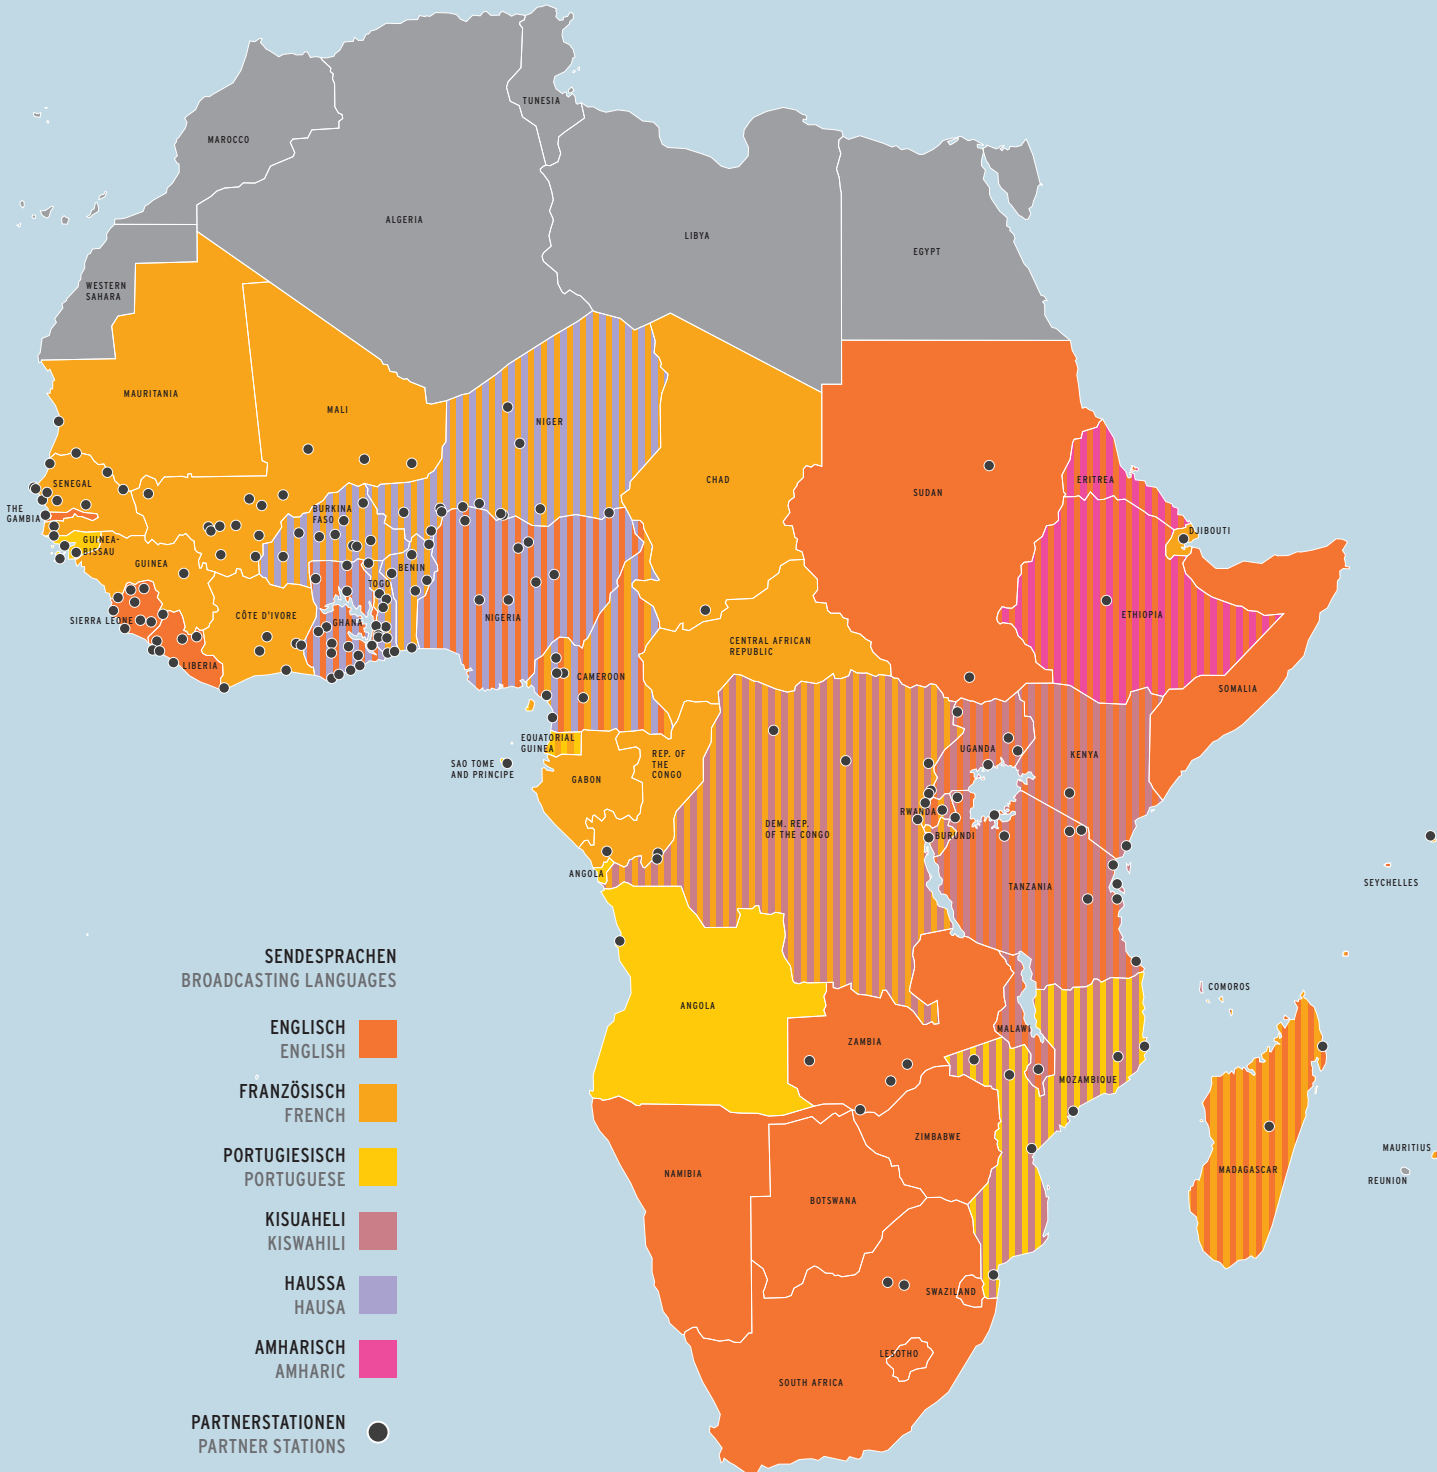 TUNESIA
MAROCCO
ALGERIA
LIBYA
EGYPT
WESTERN
SAHARA
MAURITANIA
MALI
NIGER
CHAD
SUDAN
ERITREA
SENEGAL
THE
GAMBIA
BURKINA
FASO
DJIBOUTI
GUINEA-
BISSAU
GUINEA
BENIN
TOGO
CÔTE D'IVORE
GHANA
NIGERIA
ETHIOPIA
SIERRA LEONE
LIBERIA
CENTRAL AFRICAN
REPUBLIC
CAMEROON
SOMALIA
EQUATORIAL
GUINEA
SAO TOME
AND PRINCIPE
GABON
REP. OF
THE
CONGO
UGANDA
KENYA
RWANDA
DEM. REP.
OF THE CONGO
BURUNDI
ANGOLA
TANZANIA
SEYCHELLES
COMOROS
ANGOLA
ZAMBIA
MALAWI
MOZAMBIQUE
ZIMBABWE
NAMIBIA
BOTSWANA
MADAGASCAR
MAURITIUS
REUNION
SWAZILAND
LESOTHO
SOUTH AFRICA
SENDESPRACHEN
BROADCASTING LANGUAGES
ENGLISCH
ENGLISH
FRANZÖSISCH
FRENCH
PORTUGIESISCH
PORTUGUESE
KISUAHELI
KISWAHILI
HAUSSA
HAUSA
AMHARISCH
AMHARIC
PARTNERSTATIONEN
PARTNER STATIONS